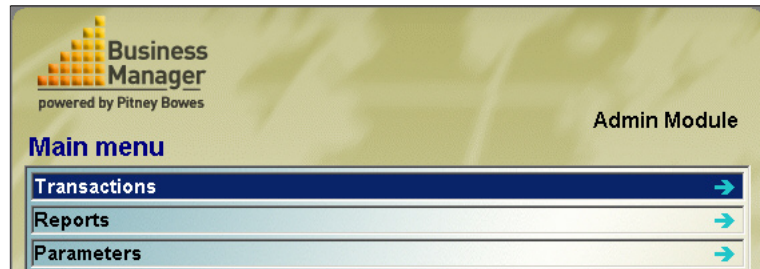 Business
Manager
powered by Pitney Bowes
Admin Module
Main menu
Transactions
Reports
Parameters